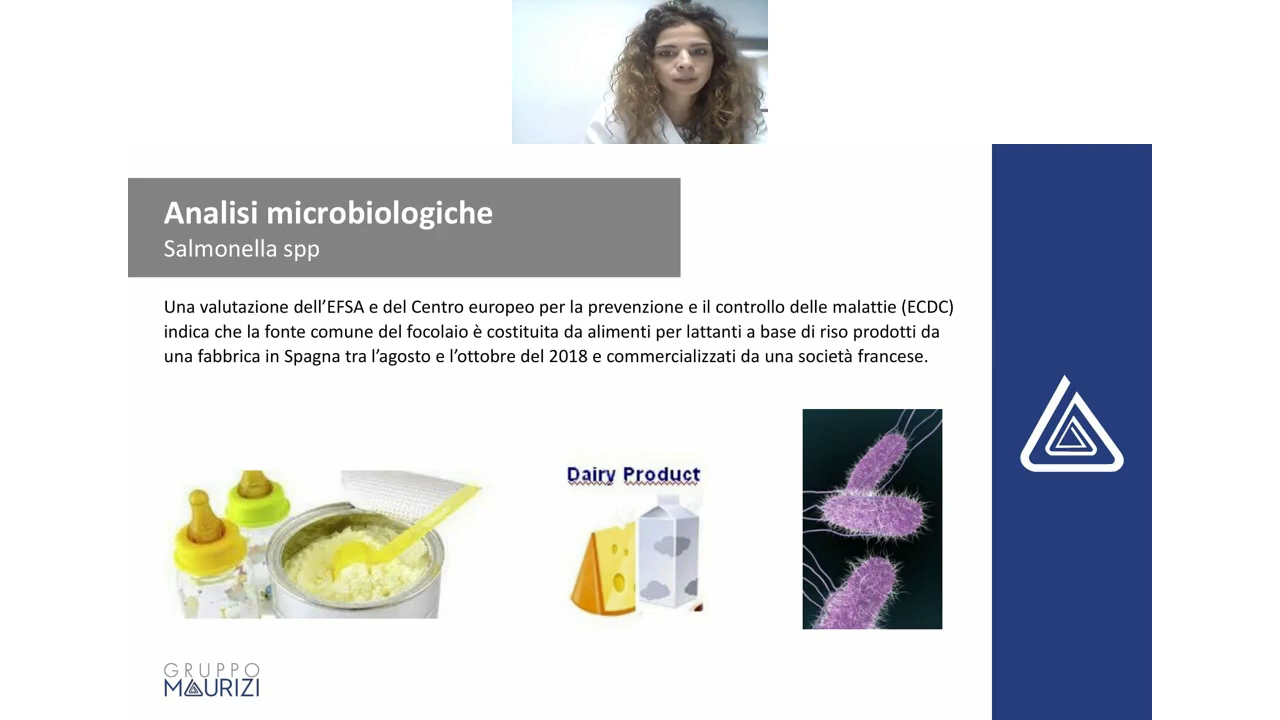 Analisi microbiologiche
Salmonella spp
Una valutazione dell’EFSA e del Centro europeo per la prevenzione e il controllo delle malattie (ECDC)
indica che la fonte comune del focolaio è costituita da alimenti per lattanti a base di riso prodotti da
una fabbrica in Spagna tra l’agosto e l’ottobre del 2018 e commercializzati da una società francese.
Dairy Product
GRUPPO
MAURIZI